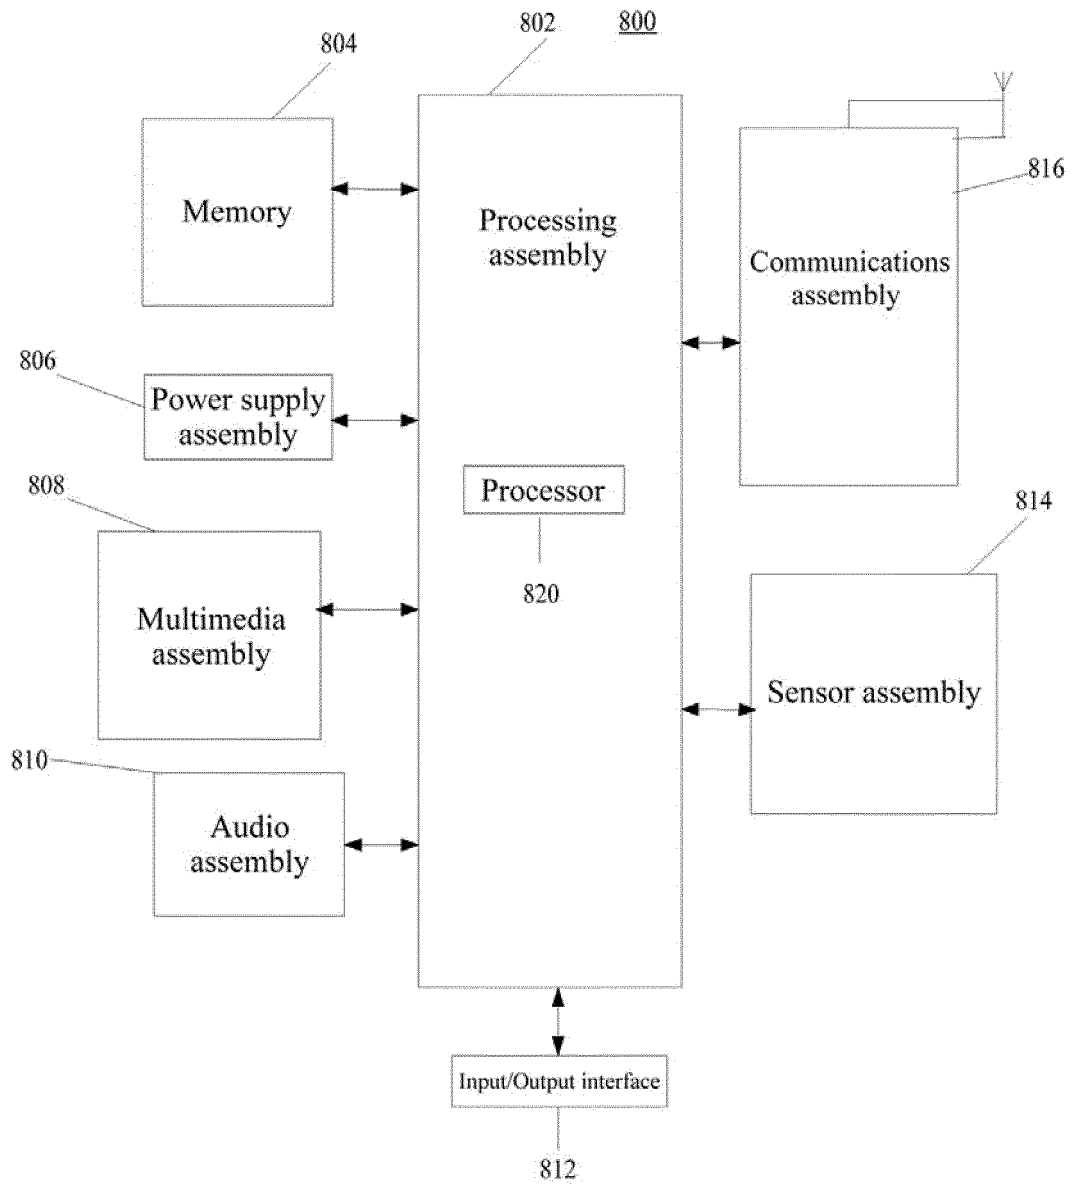 802
800
804
816
Memory
Processing
assembly
Communications
assembly
806
Power supply
assembly
808
Processor
814
820
Multimedia
assembly
Sensor assembly
810
Audio
assembly
Input/Output interface
812